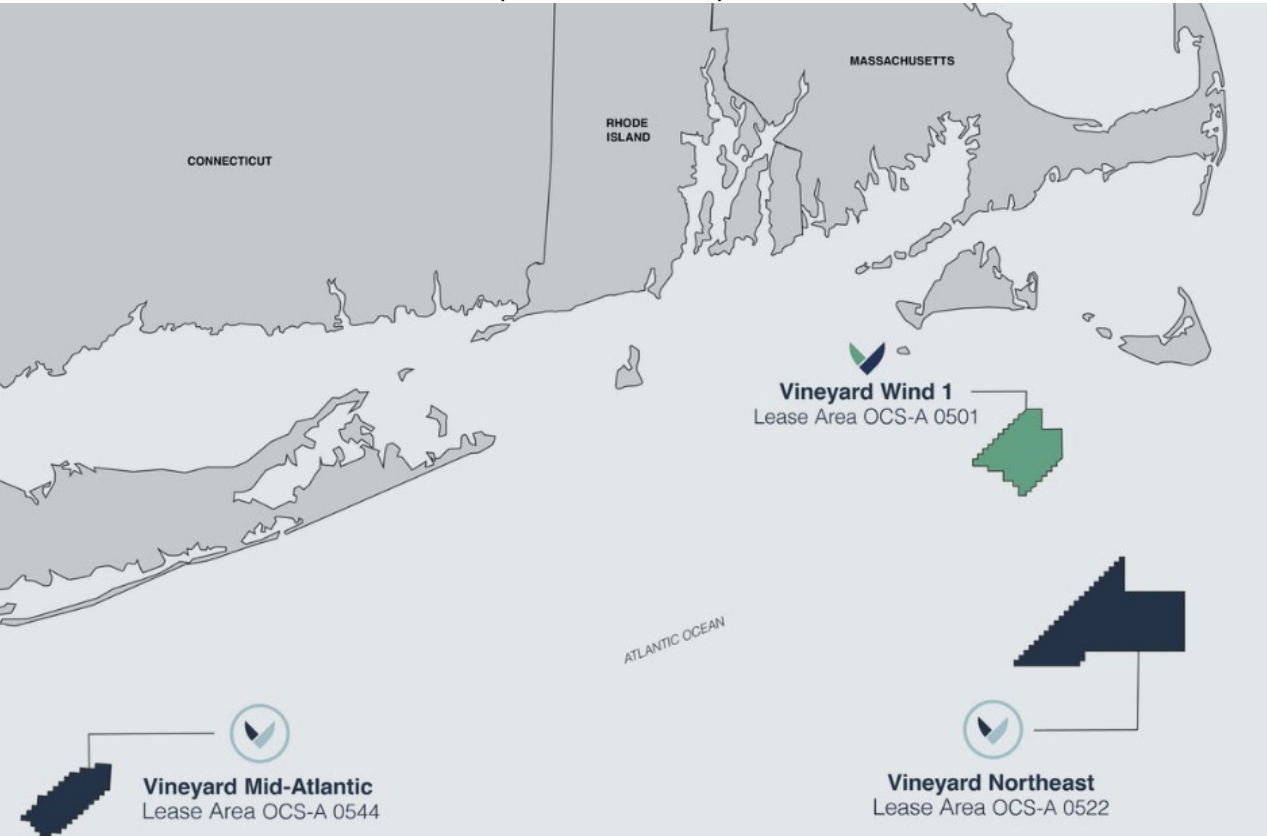 MASSACHUSETTS
RHODE
ISLAND
CONNECTICUT
Vineyard Wind 1
Lease Area OCS-A 0501
ATLANTIC OCEAN
Vineyard Mid-Atlantic
Lease Area OCS-A 0544
Vineyard Northeast
Lease Area OCS-A 0522